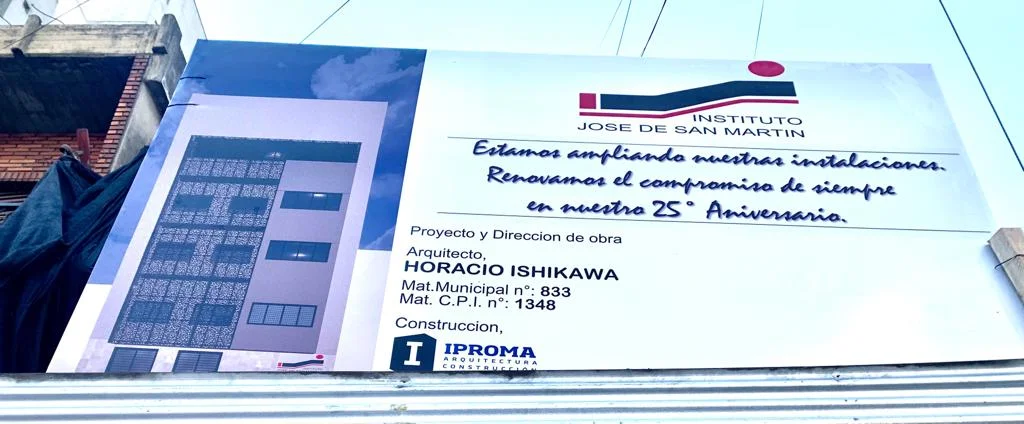 INSTITUTO
JOSE DE SAN MARTIN
Estamos ampliando nuestras instalaciones.
Renovamos el compromiso de siempre
en nuestro 25° Aniversario.
Proyecto y Direccion de obra
Arquitecto,
HORACIO ISHIKAWA
Mat.Municipal n°: 833
Mat. C.P.I. n°: 1348
Construccion,
I IPROMA
ARQUITECTURA
CONSTRUCCIÓN